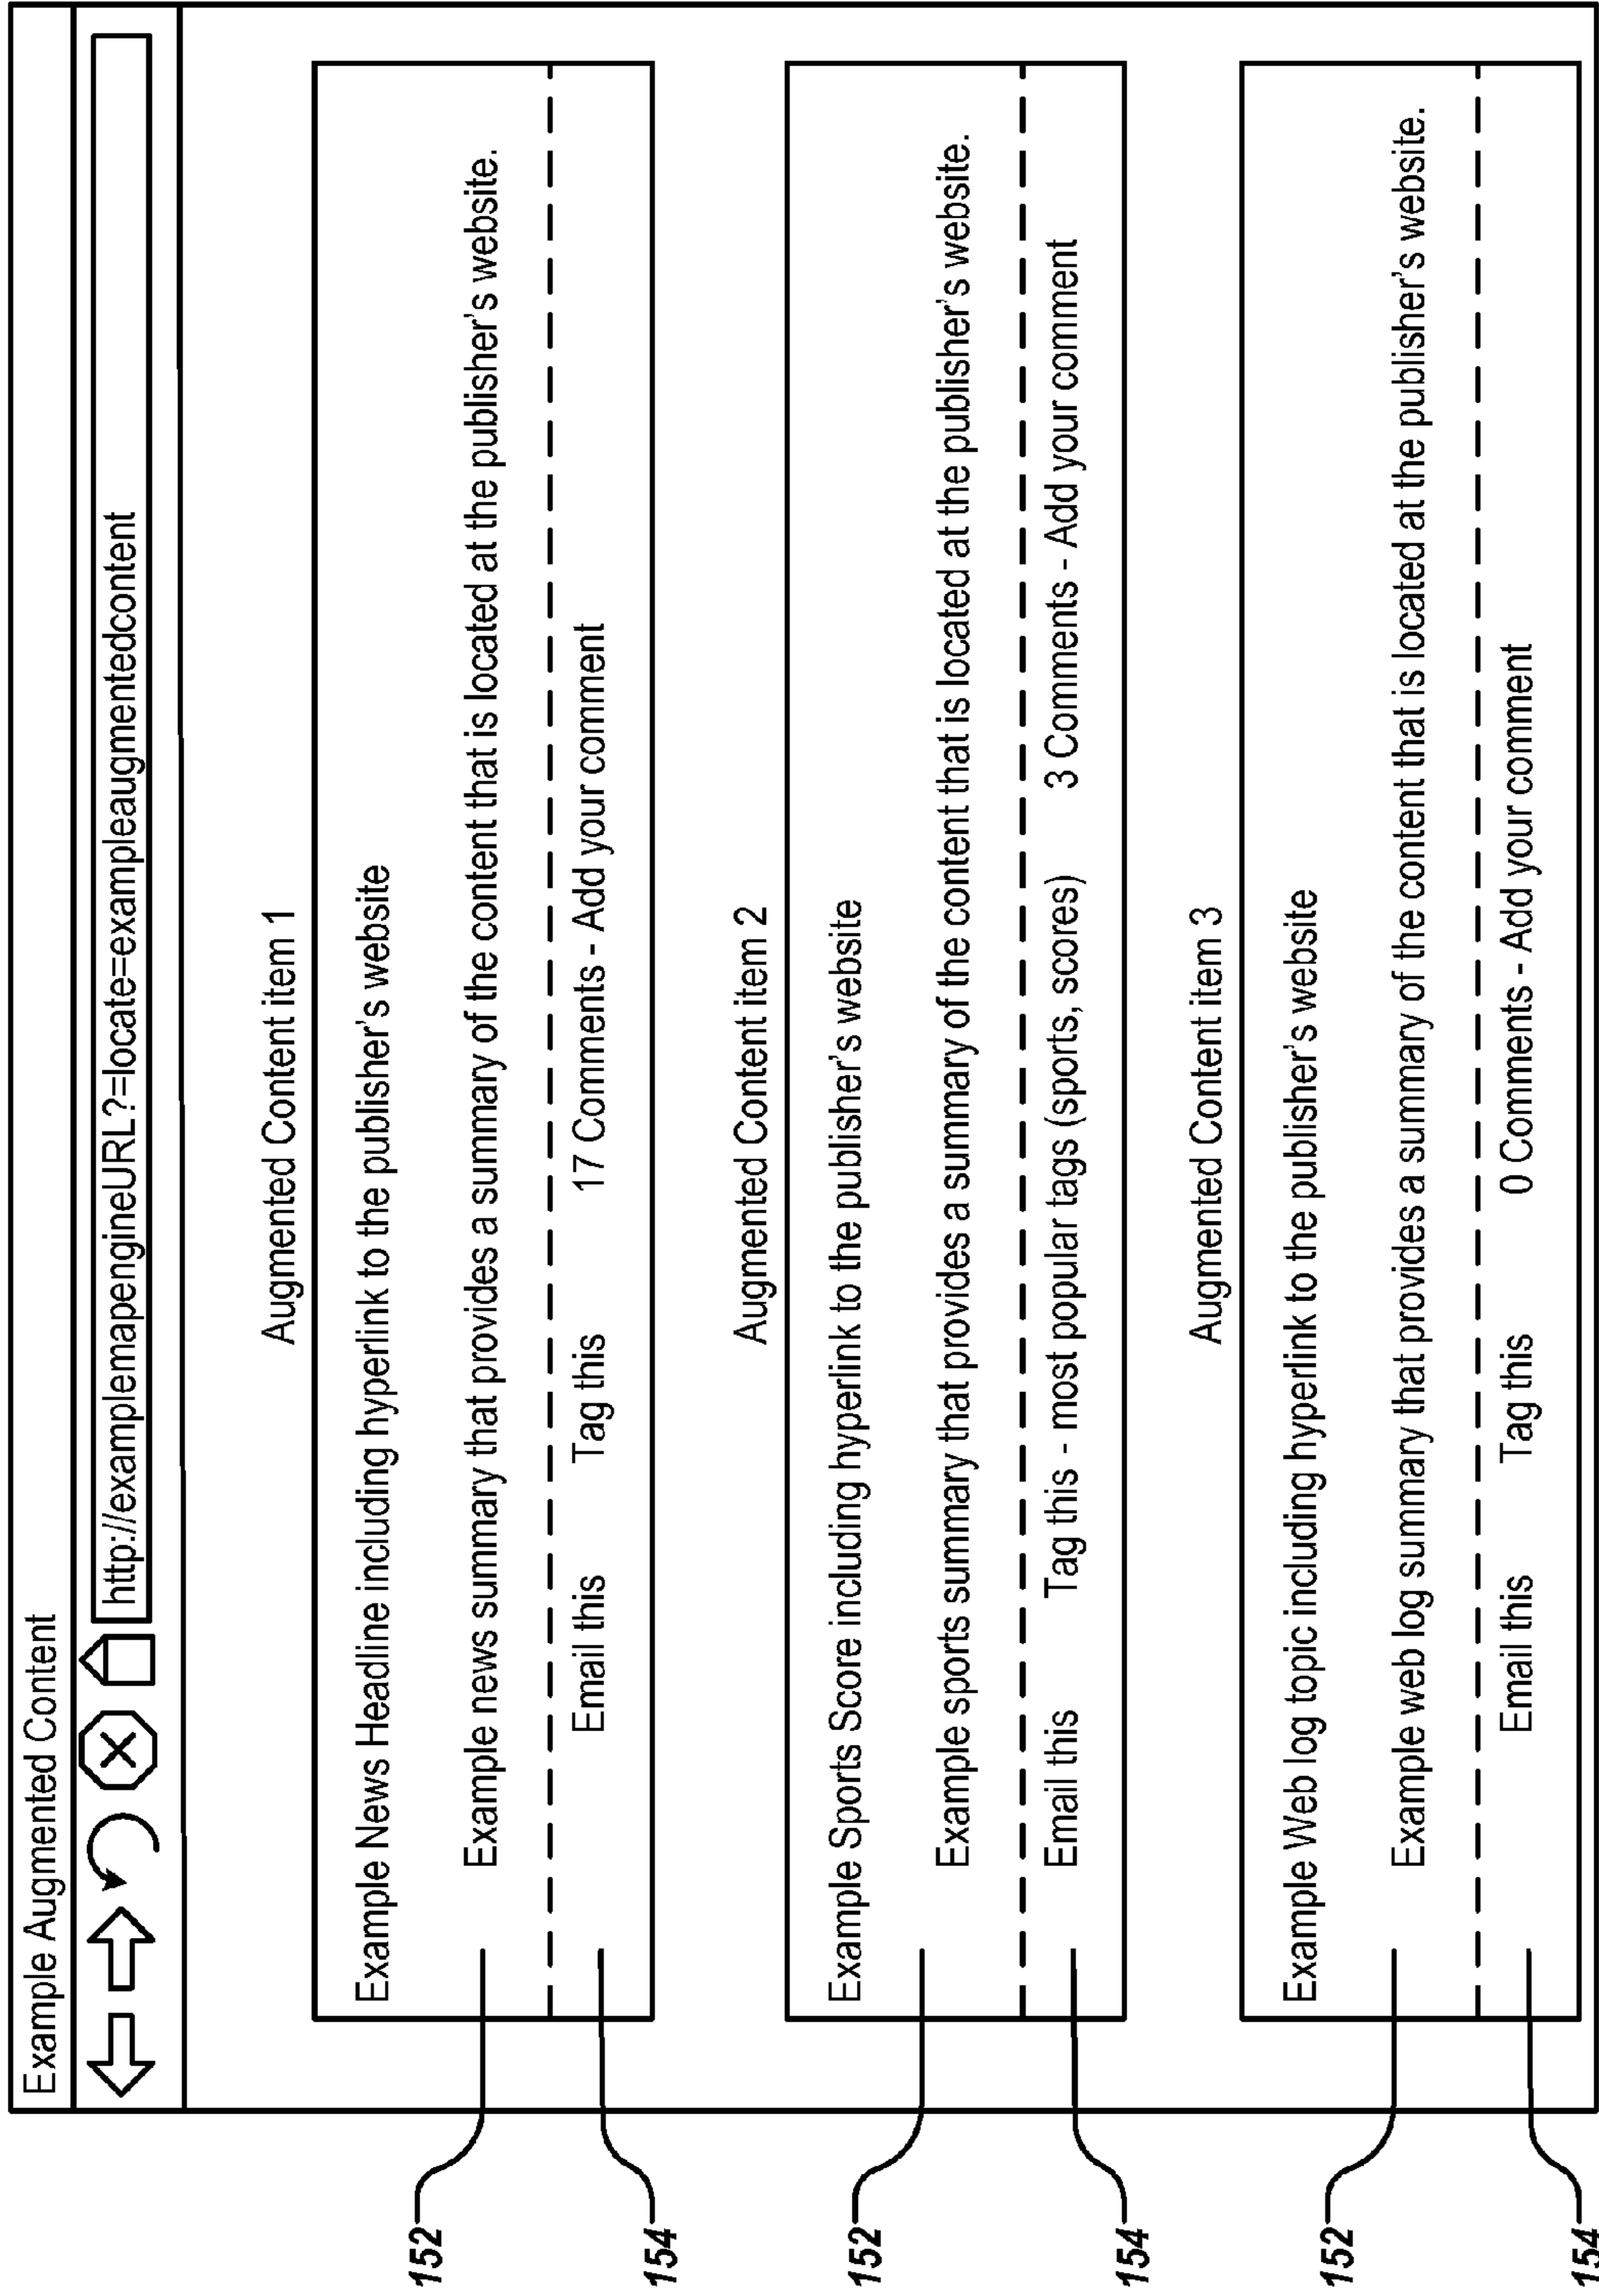 Example Augmented Content
http://examplemapengineURL?=locate=exampleaugmentedcontent
Augmented Content item 1
Example News Headline including hyperlink to the publisher's website
152
Example news summary that provides a summary of the content that is located at the publisher's website.
154
Email this Tag this 17 Comments - Add your comment
Augmented Content item 2
Example Sports Score including hyperlink to the publisher's website
152
Example sports summary that provides a summary of the content that is located at the publisher's website.
154
Email this Tag this - most popular tags (sports, scores) 3 Comments - Add your comment
Augmented Content item 3
Example Web log topic including hyperlink to the publisher's website
152
Example web log summary that provides a summary of the content that is located at the publisher's website.
154
Email this Tag this 0 Comments - Add your comment